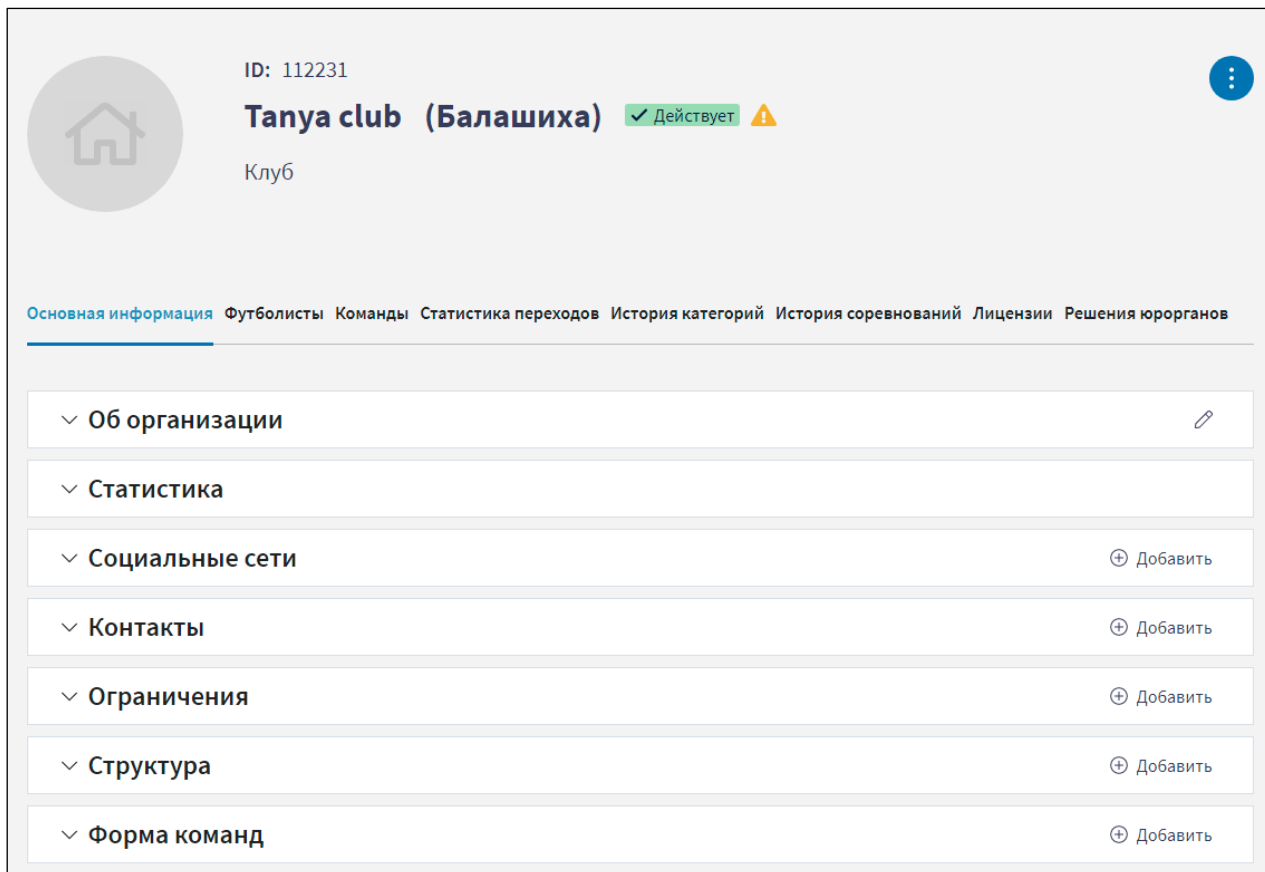 ID: 112231
Tanya club (Балашиха) Действует
Клуб
Основная информация Футболисты Команды Статистика переходов История категорий История соревнований Лицензии Решения юрорганов
Об организации
Статистика
Социальные сети Добавить
Контакты Добавить
Ограничения Добавить
Структура Добавить
Форма команд Добавить